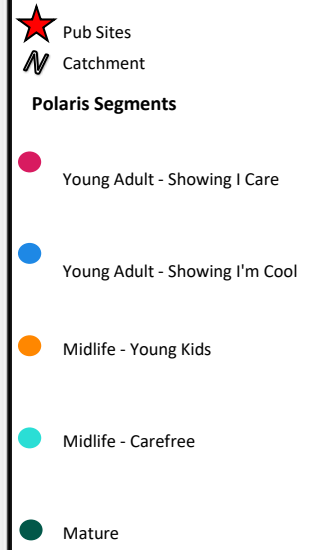 Pub Sites
Catchment
Polaris Segments
Young Adult - Showing I Care
Young Adult - Showing I'm Cool
Midlife - Young Kids
Midlife - Carefree
Mature